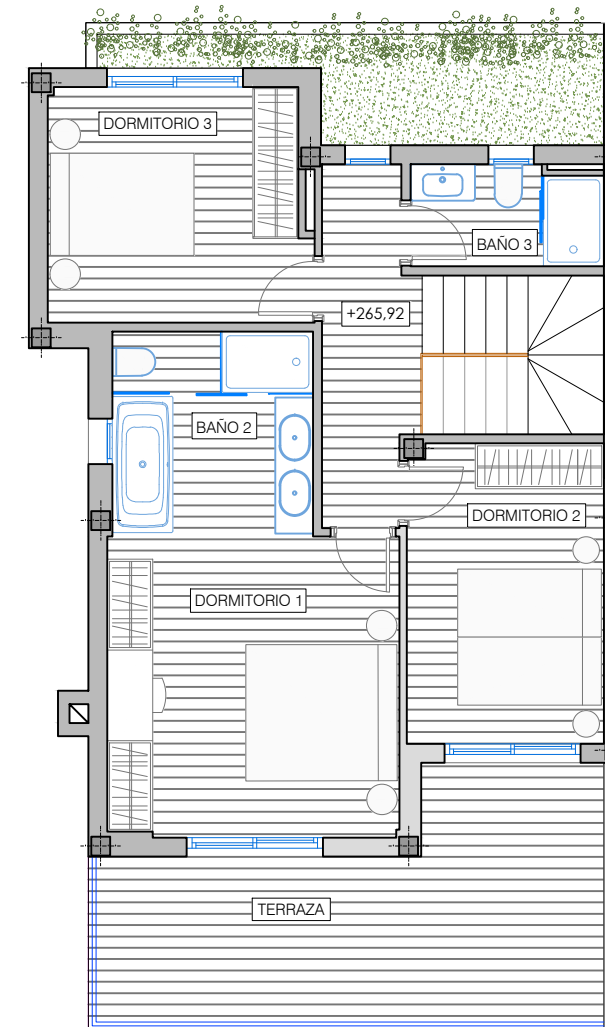 DORMITORIO 3
BAÑO 3
+265,92
BAÑO 2
DORMITORIO 2
DORMITORIO 1
TERRAZA